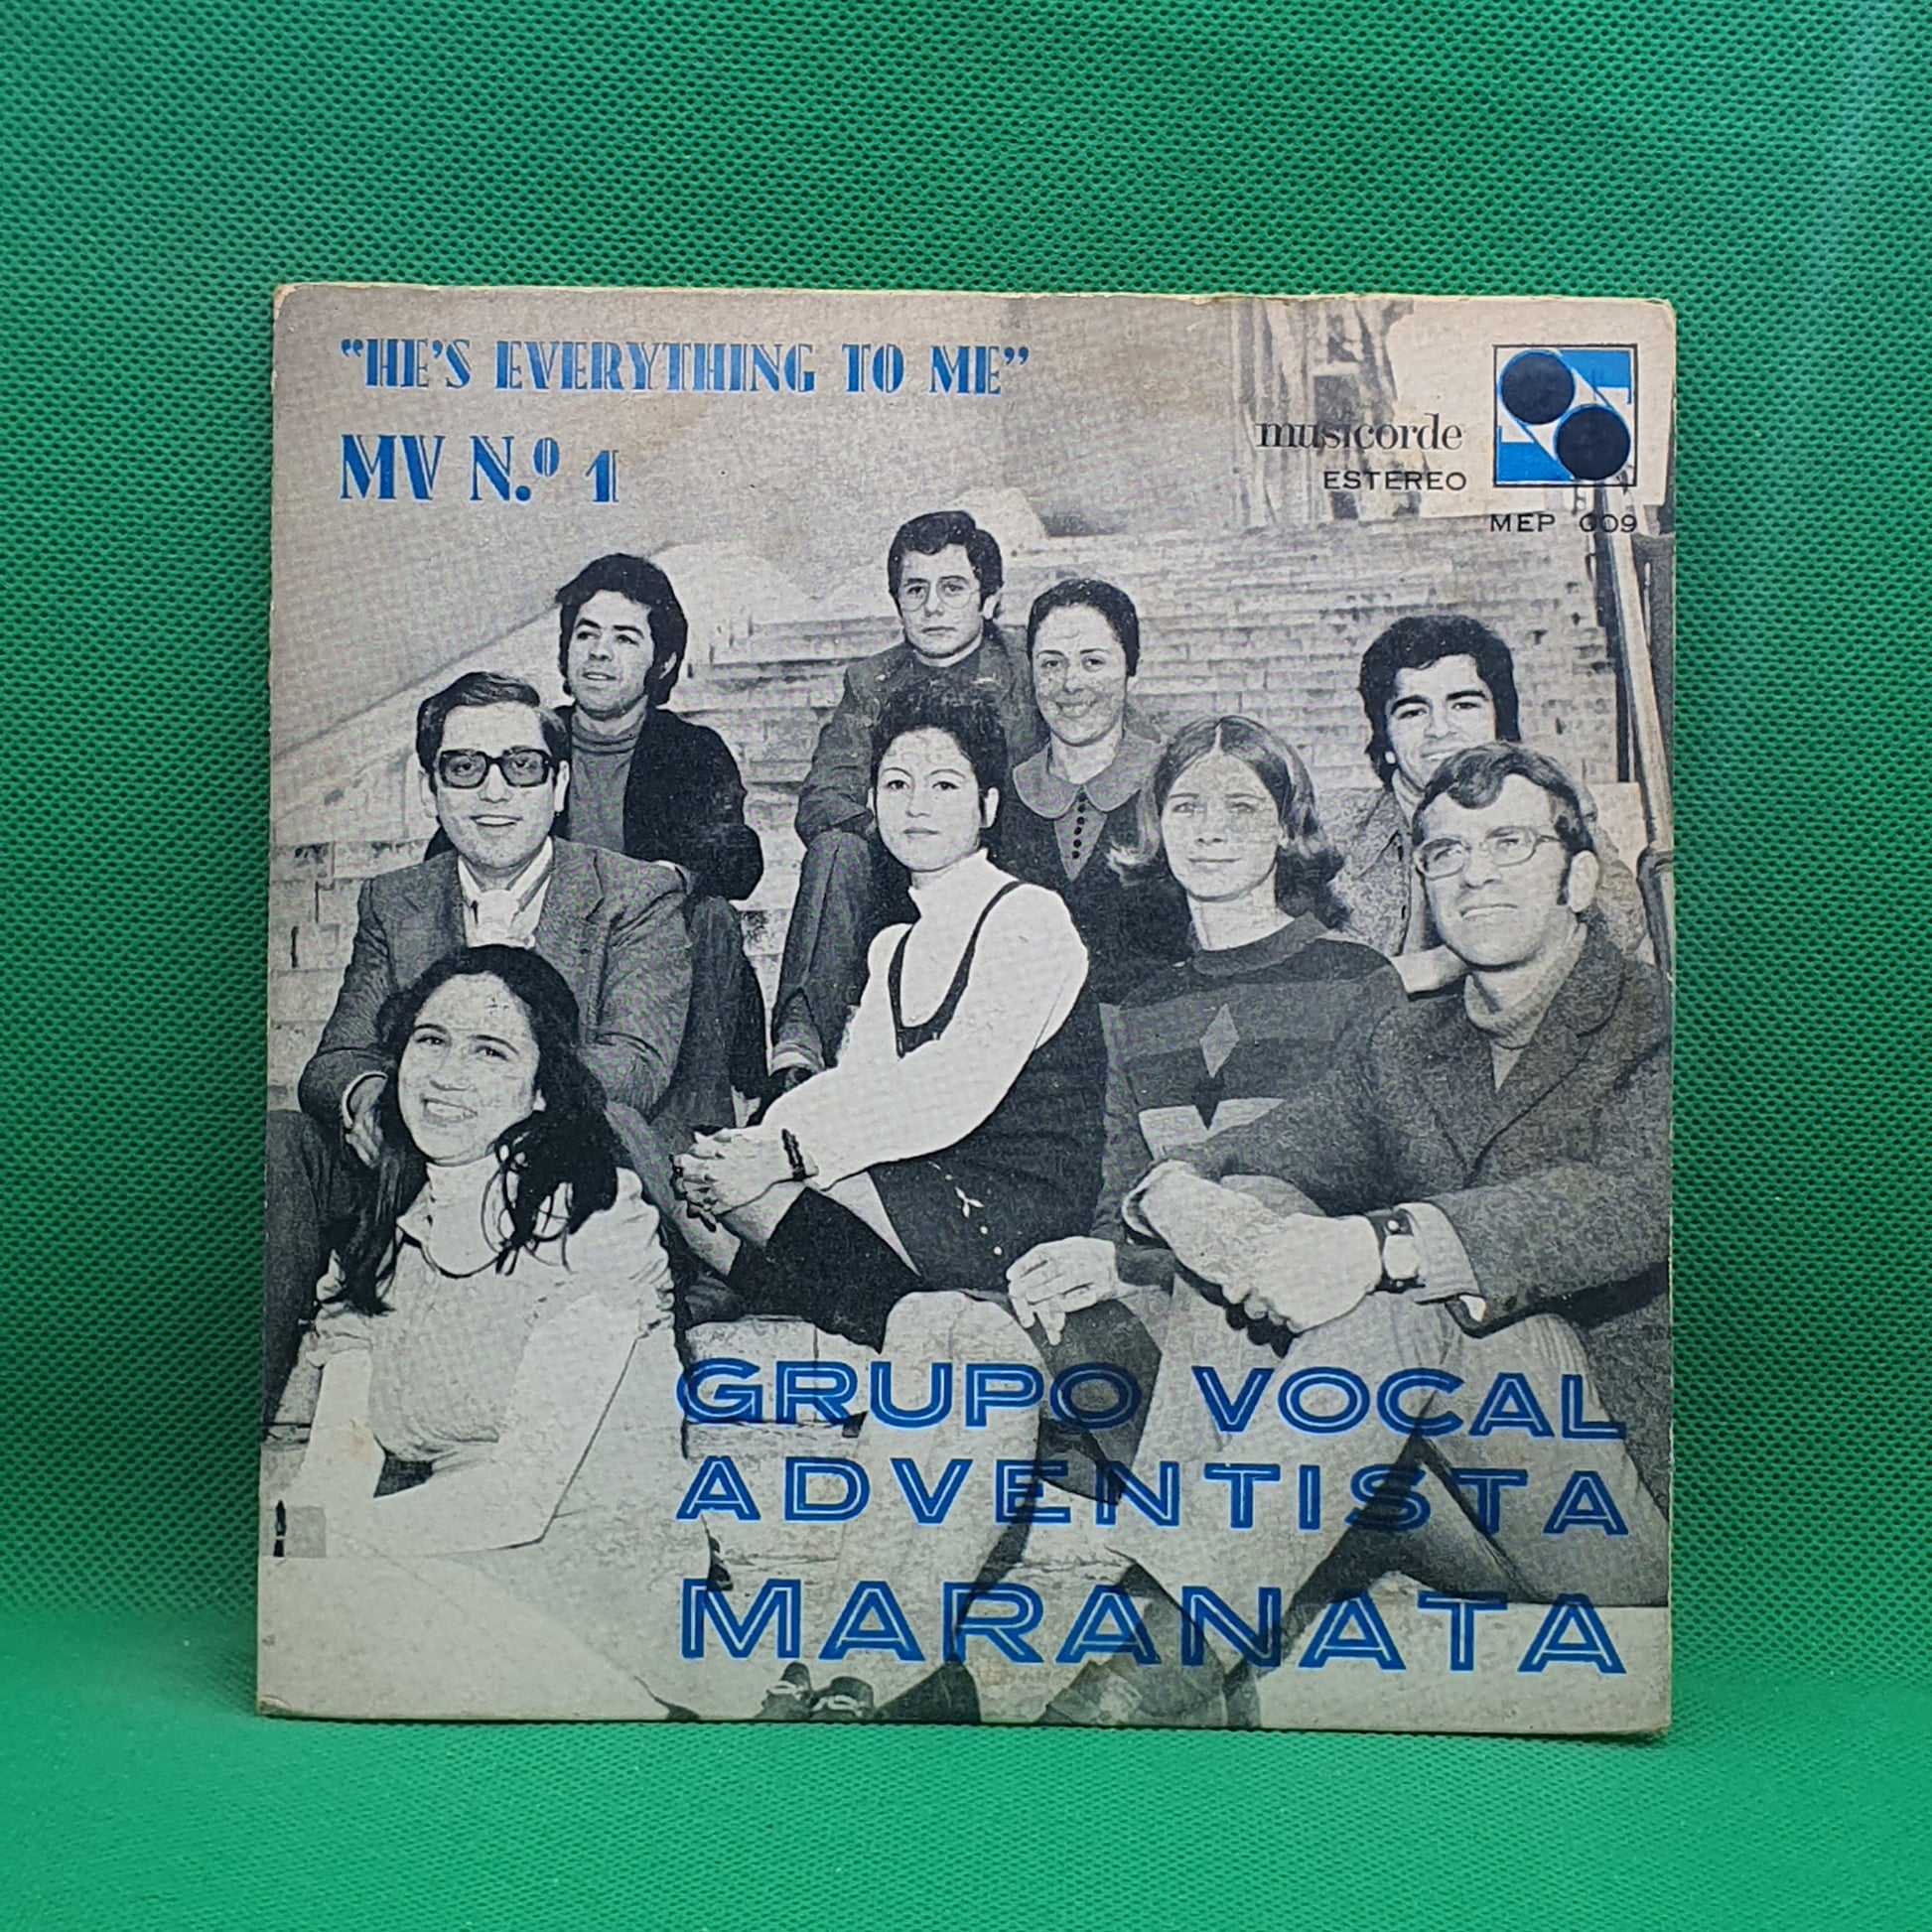 “HE’S EVERYTHING TO ME”
MV N.º 1
musicorde
ESTEREO
MEP 009
GRUPO VOCAL
ADVENTISTA
MARANATA